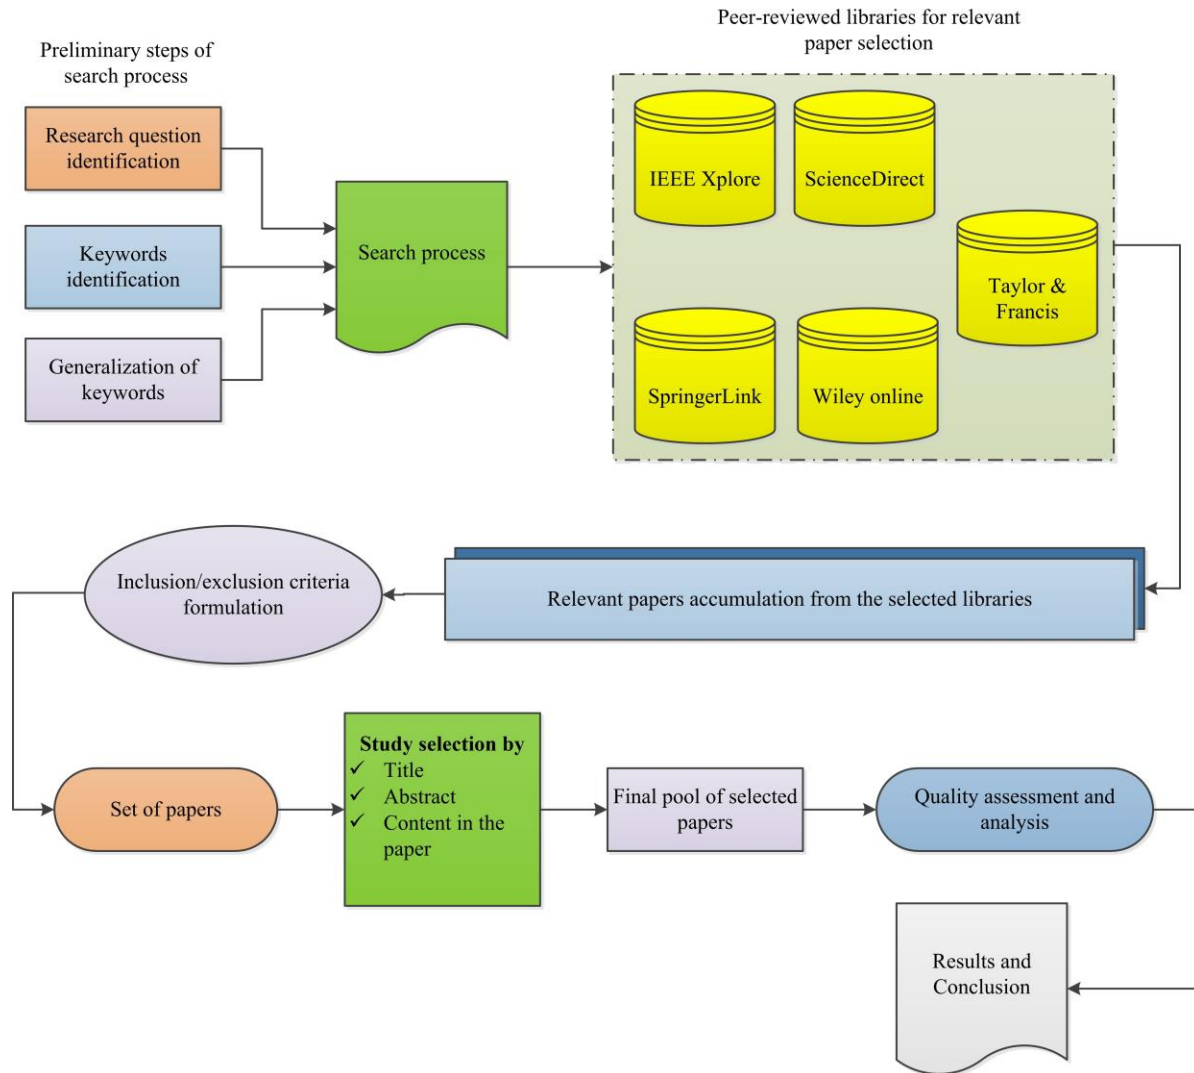 Preliminary steps of
search process
Research question
identification
Keywords
identification
Generalization of
keywords
Search process
Peer-reviewed libraries for relevant
paper selection
IEEE Xplore
ScienceDirect
Taylor &
Francis
SpringerLink
Wiley online
Relevant papers accumulation from the selected libraries
Inclusion/exclusion criteria
formulation
Set of papers
Study selection by
✓ Title
✓ Abstract
✓ Content in the
paper
Final pool of selected
papers
Quality assessment and
analysis
Results and
Conclusion